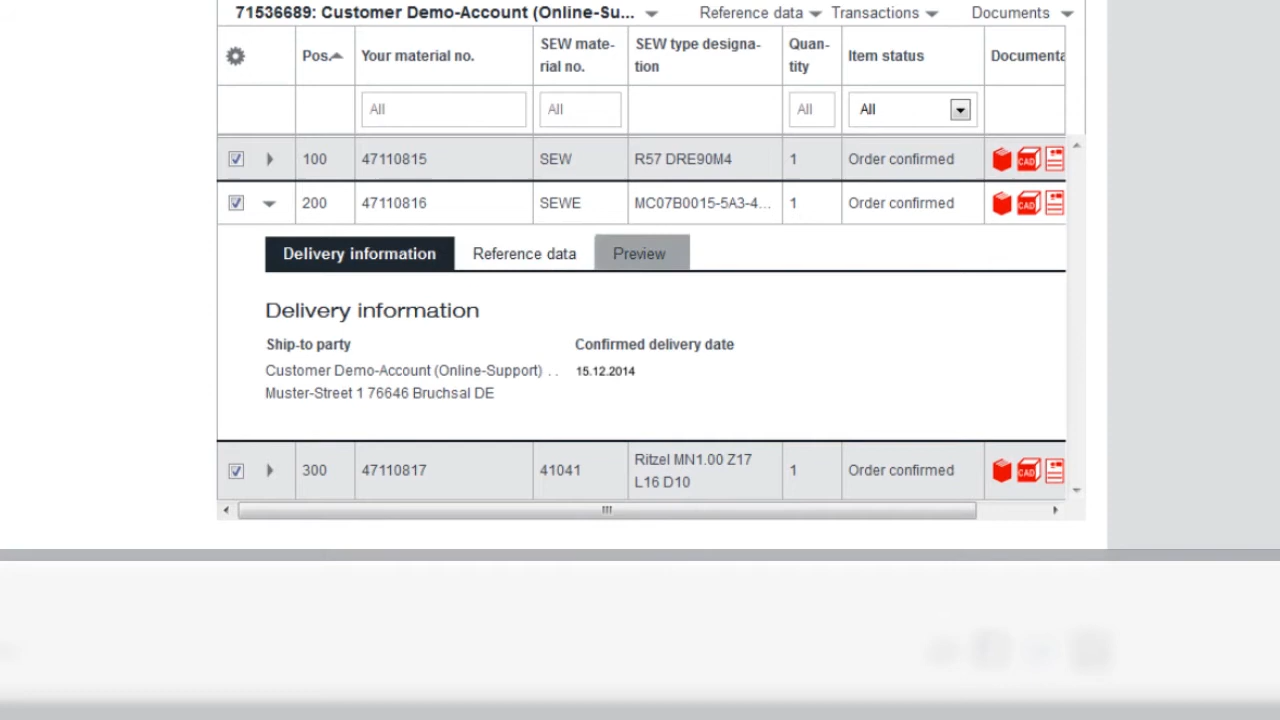 71536689: Customer Demo-Account (Online-Su... Reference data Transactions Documents
Pos. Your material no. SEW mate-
rial no. SEW type designa-
tion Quan-
tity Item status Documenta
All All All All
100 47110815 SEW R57 DRE90M4 1 Order confirmed CAD
200 47110816 SEWE MC07B0015-5A3-4... 1 Order confirmed CAD
Delivery information Reference data Preview
Delivery information
Ship-to party Confirmed delivery date
Customer Demo-Account (Online-Support) . . 15.12.2014
Muster-Street 1 76646 Bruchsal DE
300 47110817 41041 Ritzel MN1.00 Z17
L16 D10 1 Order confirmed CAD